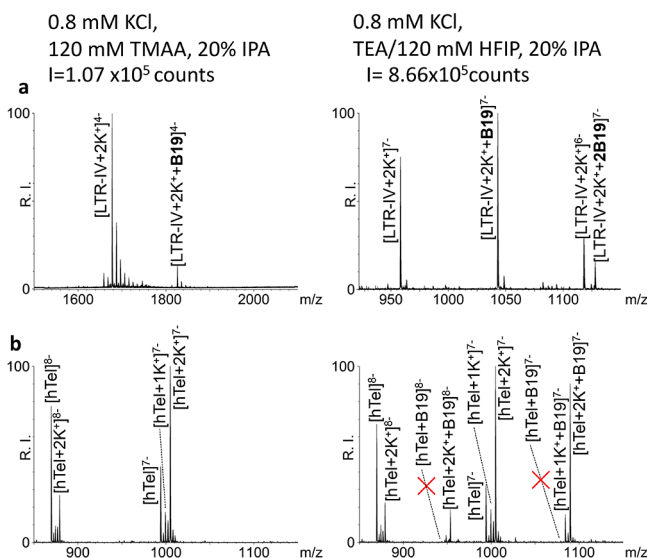 0.8 mM KCl,
120 mM TMAA, 20% IPA
I=1.07 x10⁵ counts
0.8 mM KCl,
TEA/120 mM HFIP, 20% IPA
I= 8.66x10⁵counts
a
100
R. I.
0
[LTR-IV+2K⁺]⁴⁻
[LTR-IV+2K⁺+B19]⁴⁻
1600
1800
2000
m/z
100
R. I.
0
[LTR-IV+2K⁺]⁷⁻
[LTR-IV+2K⁺+B19]⁷⁻
[LTR-IV+2K⁺]⁶⁻
[LTR-IV+2K⁺+2B19]⁷⁻
950
1000
1050
1100
m/z
b
100
R. I.
0
[hTel]⁸⁻
[hTel+2K⁺]⁸⁻
[hTel]⁷⁻
[hTel+1K⁺]⁷⁻
[hTel+2K⁺]⁷⁻
900
1000
1100
m/z
100
R. I.
0
[hTel]⁸⁻
[hTel+2K⁺]⁸⁻
[hTel+B19]⁸⁻
[hTel+2K⁺+B19]⁸⁻
[hTel]⁷⁻
[hTel+1K⁺]⁷⁻
[hTel+2K⁺]⁷⁻
[hTel+B19]⁷⁻
[hTel+1K⁺+B19]⁷⁻
[hTel+2K⁺+B19]⁷⁻
900
1000
1100
m/z